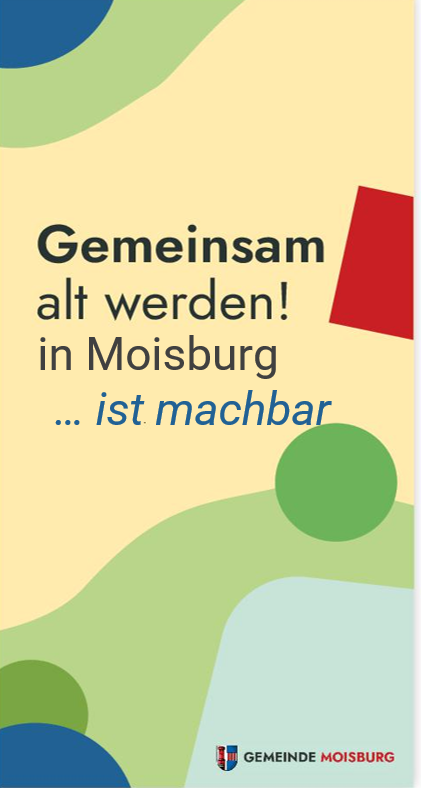 Gemeinsam
alt werden!
in Moisburg
... ist machbar
GEMEINDE MOISBURG